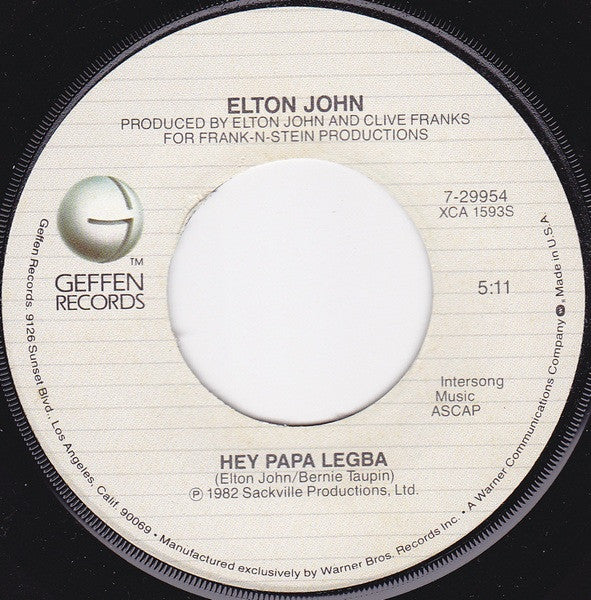 ELTON JOHN
PRODUCED BY ELTON JOHN AND CLIVE FRANKS
FOR FRANK-N-STEIN PRODUCTIONS
7-29954
XCA 1593S
TM
GEFFEN
RECORDS
5:11
Intersong
Music
ASCAP
HEY PAPA LEGBA
(Elton John/Bernie Taupin)
℗ 1982 Sackville Productions, Ltd.
Geffen Records 9126 Sunset Blvd., Los Angeles, Calif. 90069 • Manufactured exclusively by Warner Bros. Records Inc. • A Warner Communications Company. Made in U.S.A.